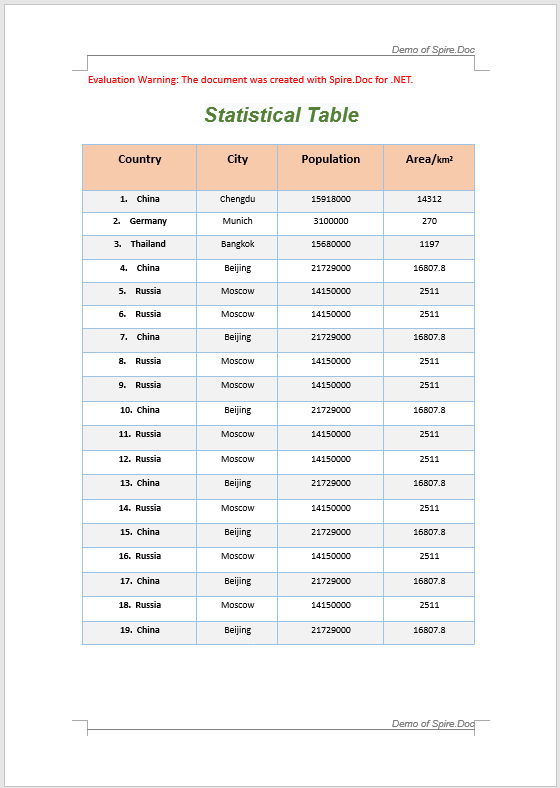 Demo of Spire.Doc
Evaluation Warning: The document was created with Spire.Doc for .NET.
Statistical Table
Country City Population Area/km²
1. China Chengdu 15918000 14312
2. Germany Munich 3100000 270
3. Thailand Bangkok 15680000 1197
4. China Beijing 21729000 16807.8
5. Russia Moscow 14150000 2511
6. Russia Moscow 14150000 2511
7. China Beijing 21729000 16807.8
8. Russia Moscow 14150000 2511
9. Russia Moscow 14150000 2511
10. China Beijing 21729000 16807.8
11. Russia Moscow 14150000 2511
12. Russia Moscow 14150000 2511
13. China Beijing 21729000 16807.8
14. Russia Moscow 14150000 2511
15. China Beijing 21729000 16807.8
16. Russia Moscow 14150000 2511
17. China Beijing 21729000 16807.8
18. Russia Moscow 14150000 2511
19. China Beijing 21729000 16807.8
Demo of Spire.Doc